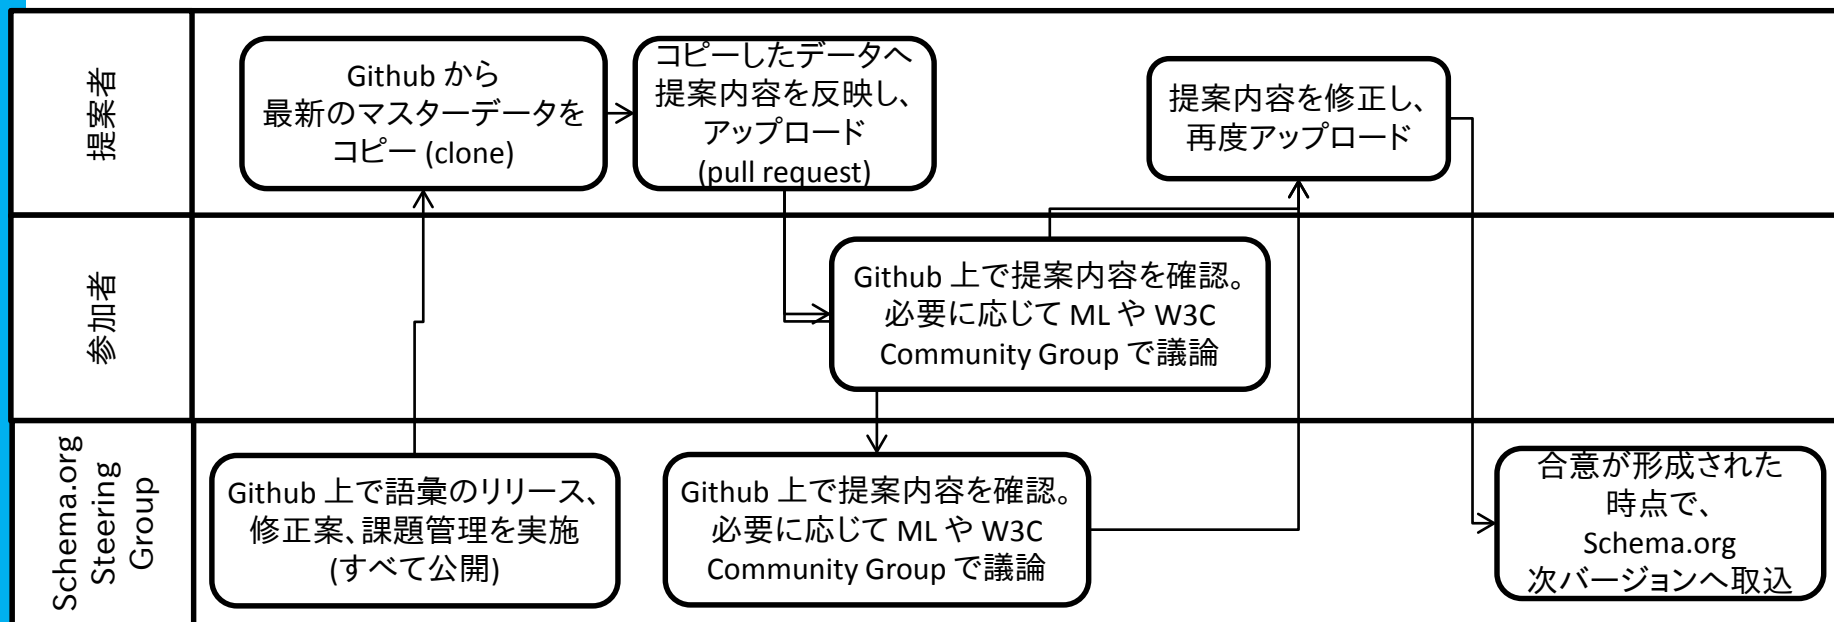 提案者
Github から
最新のマスターデータを
コピー (clone)
コピーしたデータへ
提案内容を反映し、
アップロード
(pull request)
提案内容を修正し、
再度アップロード
参加者
Github 上で提案内容を確認。
必要に応じて ML や W3C
Community Group で議論
Schema.org
Steering
Group
Github 上で語彙のリリース、
修正案、課題管理を実施
(すべて公開)
Github 上で提案内容を確認。
必要に応じて ML や W3C
Community Group で議論
合意が形成された
時点で、
Schema.org
次バージョンへ取込